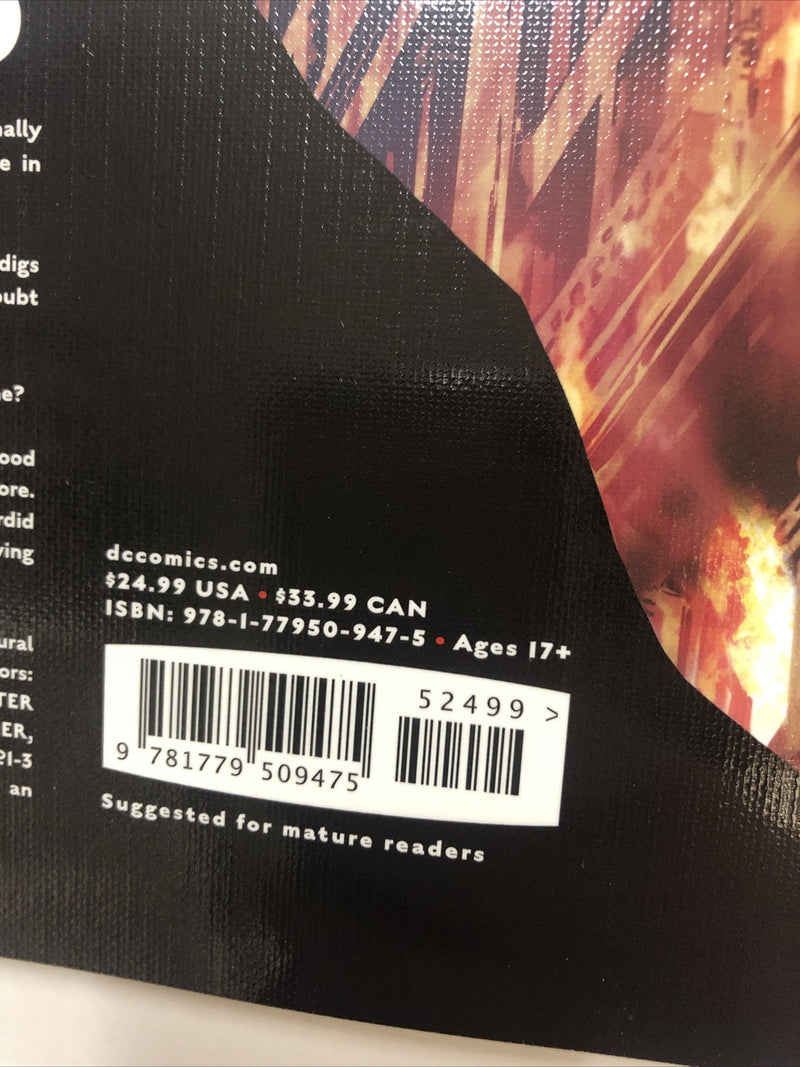 ally
e in
digs
oubt
e?
ood
ore.
rdid
ving
ural
ors:
TER
ER,
21-3
an
dccomics.com
$24.99 USA • $33.99 CAN
ISBN: 978-1-77950-947-5 • Ages 17+
52499 >
9 781779 509475
Suggested for mature readers